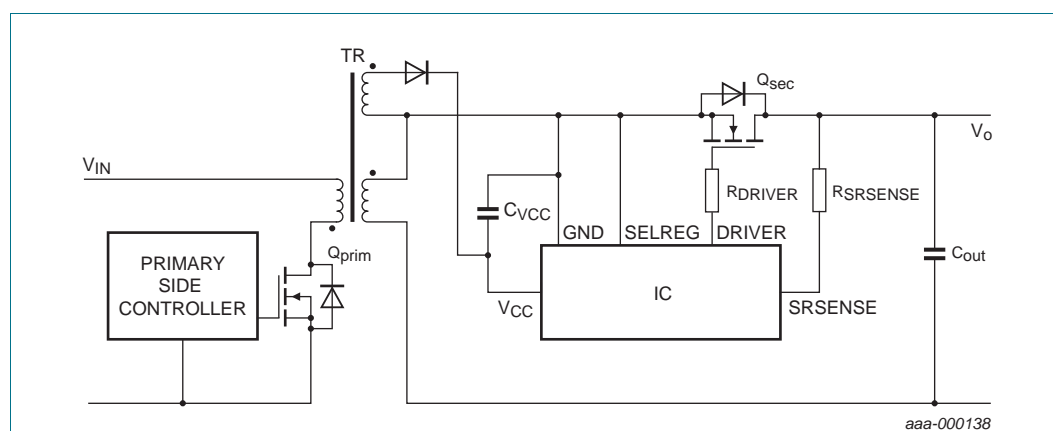 TR
Qsec
Vo
VIN
RDRIVER
RSRSENSE
CVCC
GND
SELREG
DRIVER
Cout
Qprim
PRIMARY
SIDE
CONTROLLER
IC
VCC
SRSENSE
aaa-000138